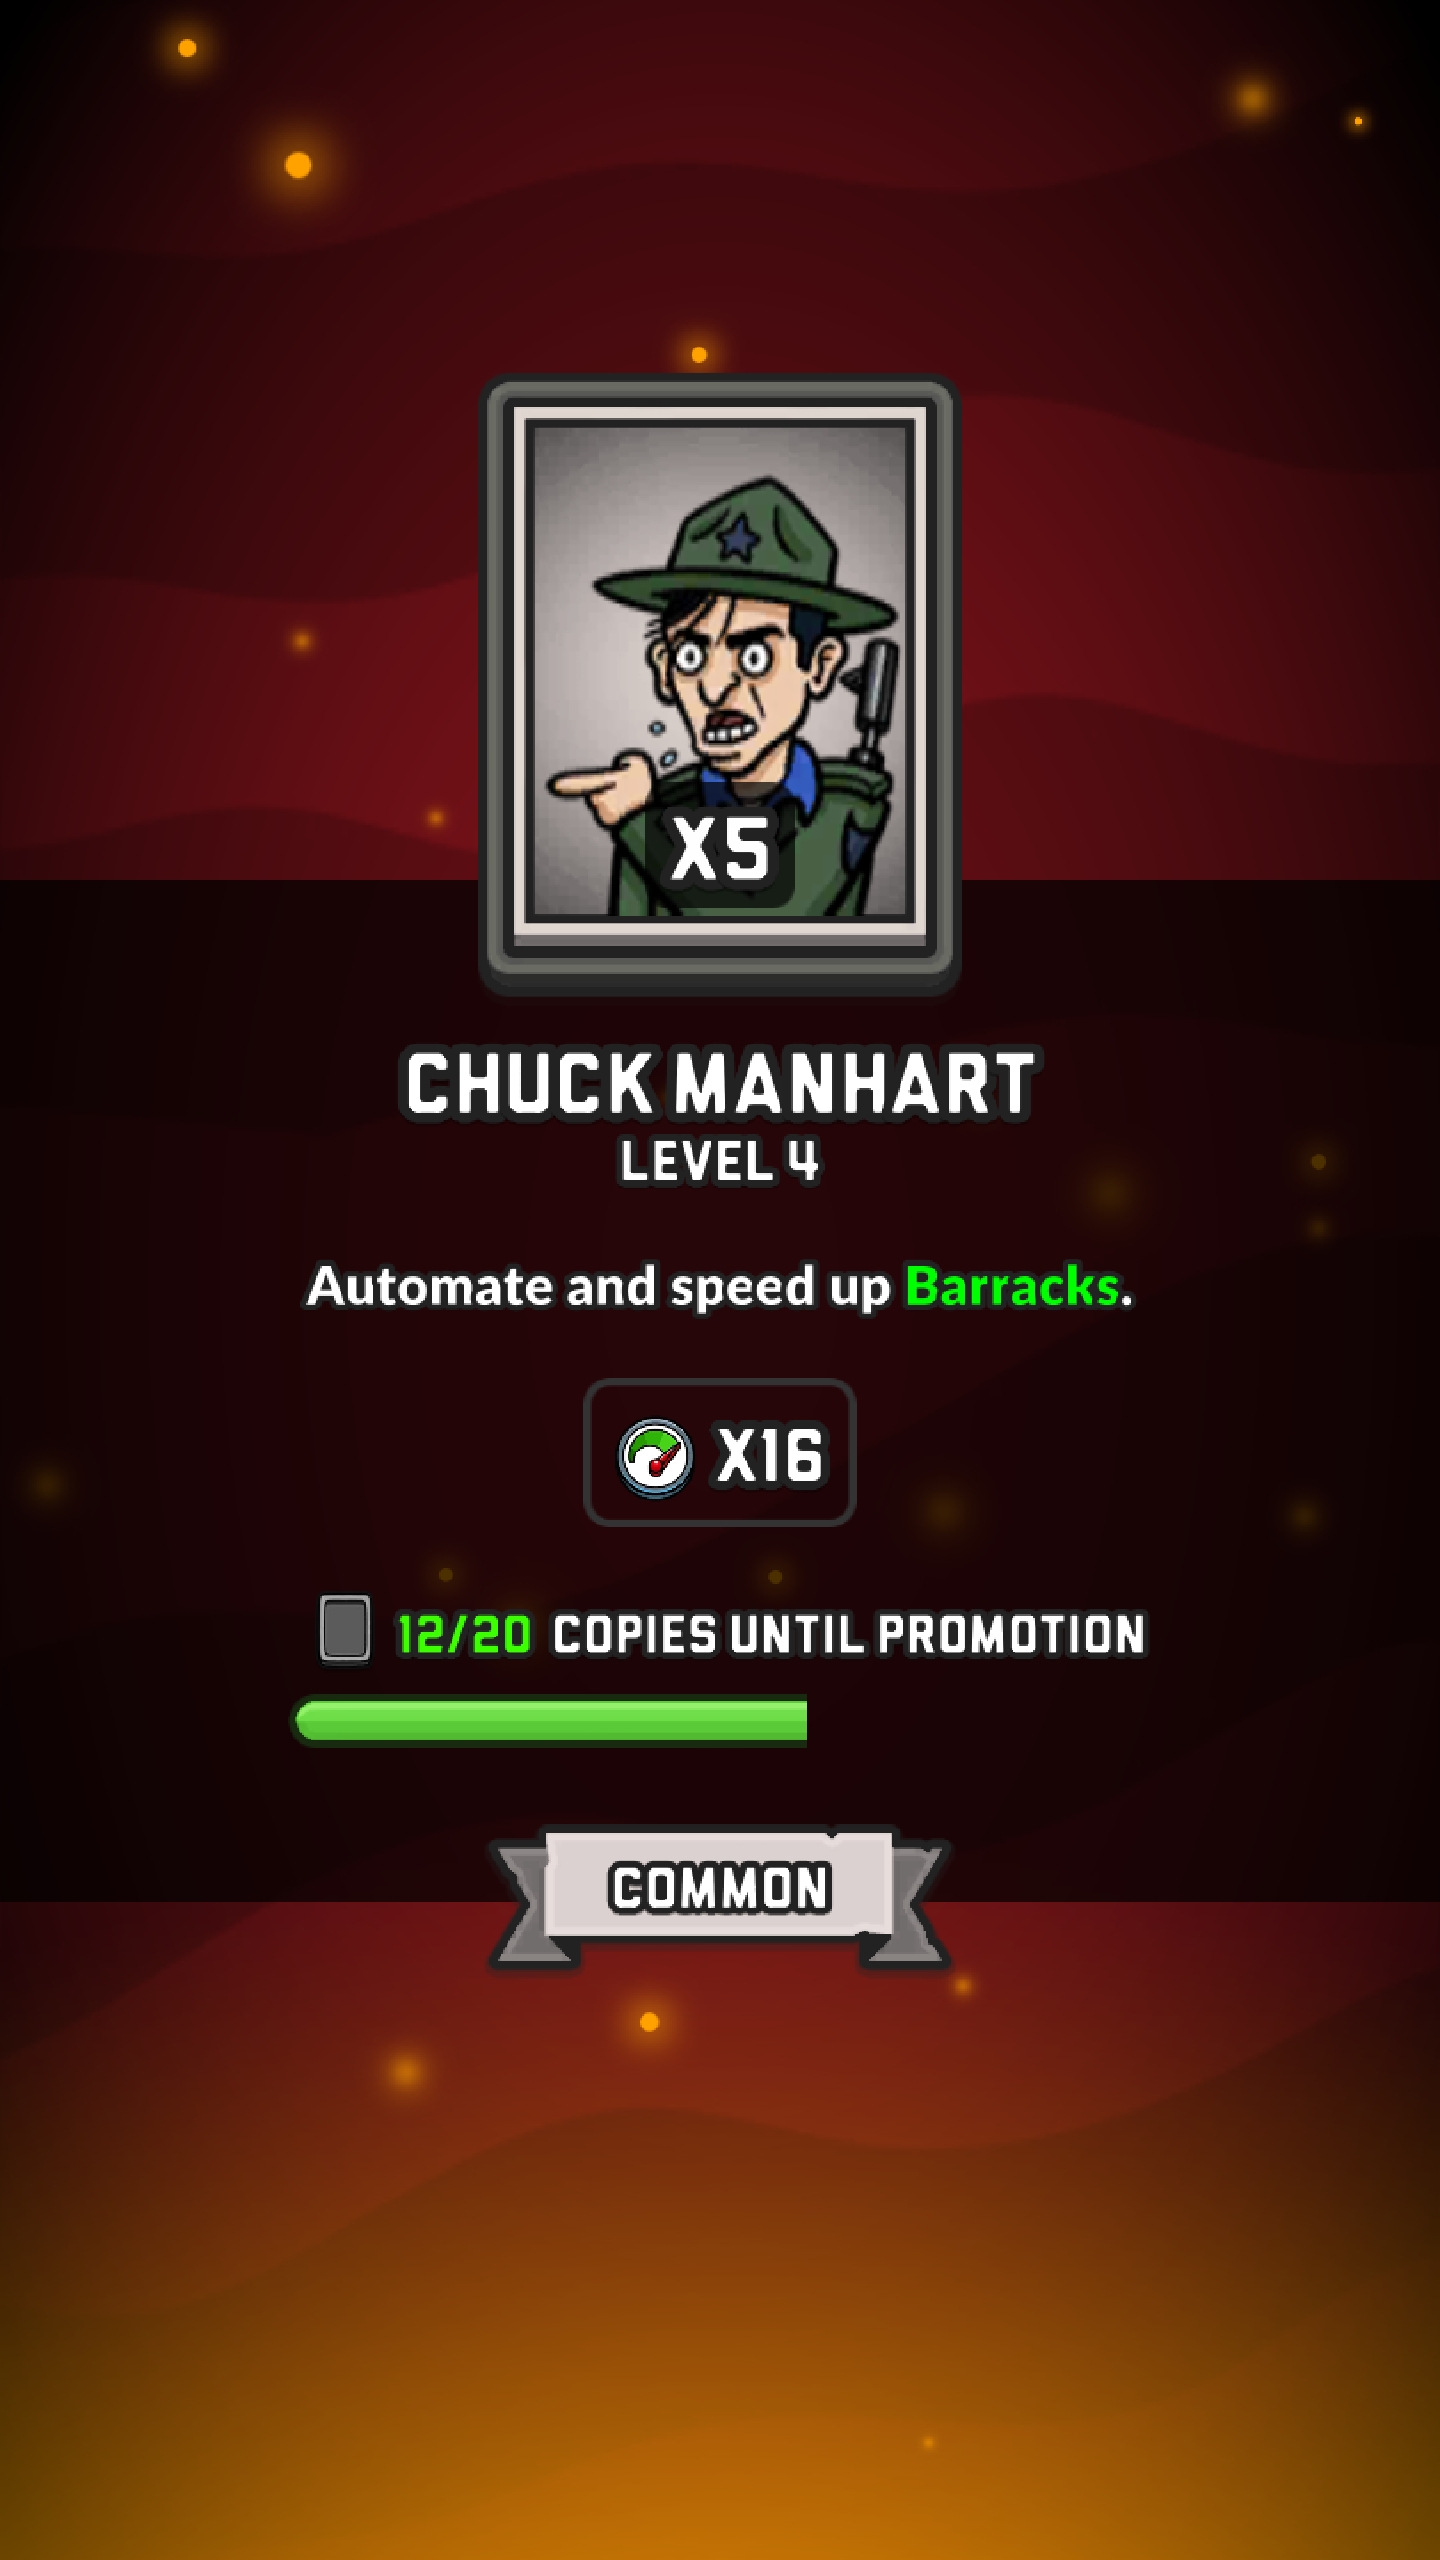 X5
CHUCK MANHART
LEVEL 4
Automate and speed up Barracks.
X16
12/20 COPIES UNTIL PROMOTION
COMMON